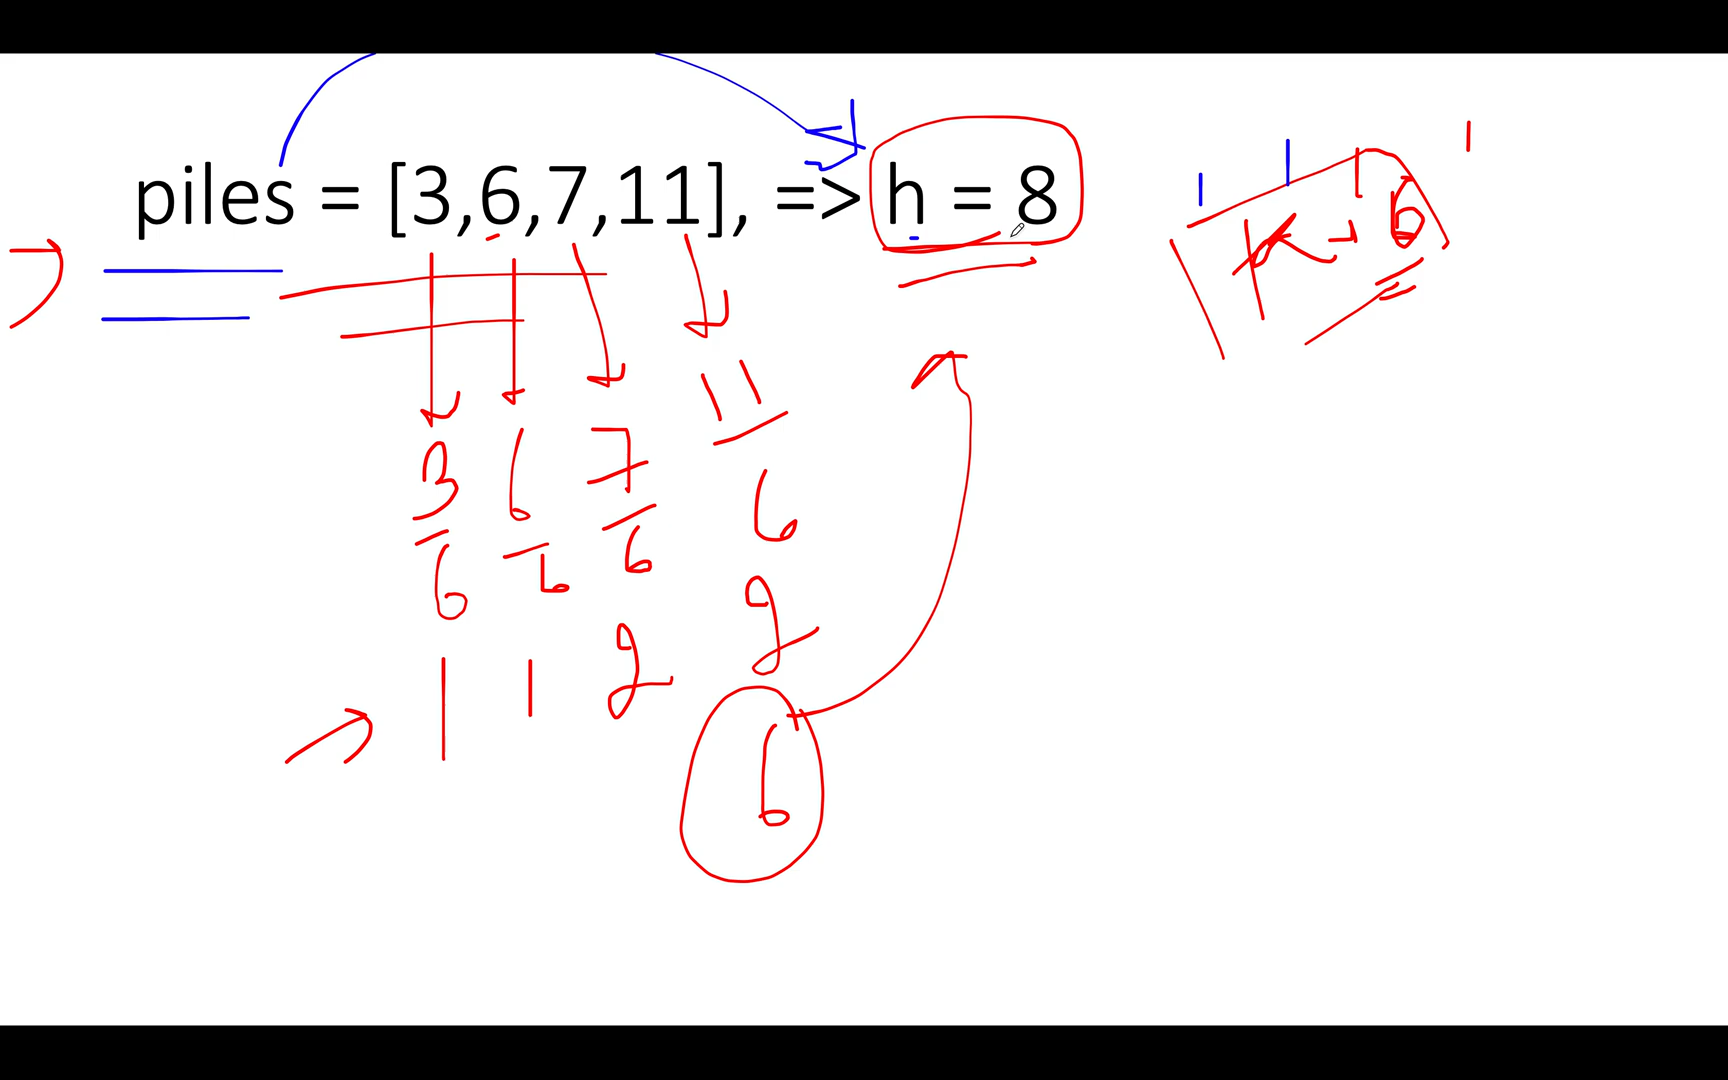 piles = [3,6,7,11], => h = 8
k → 6
3 6 7 11
6 6 6 6
1 1 2 2
6